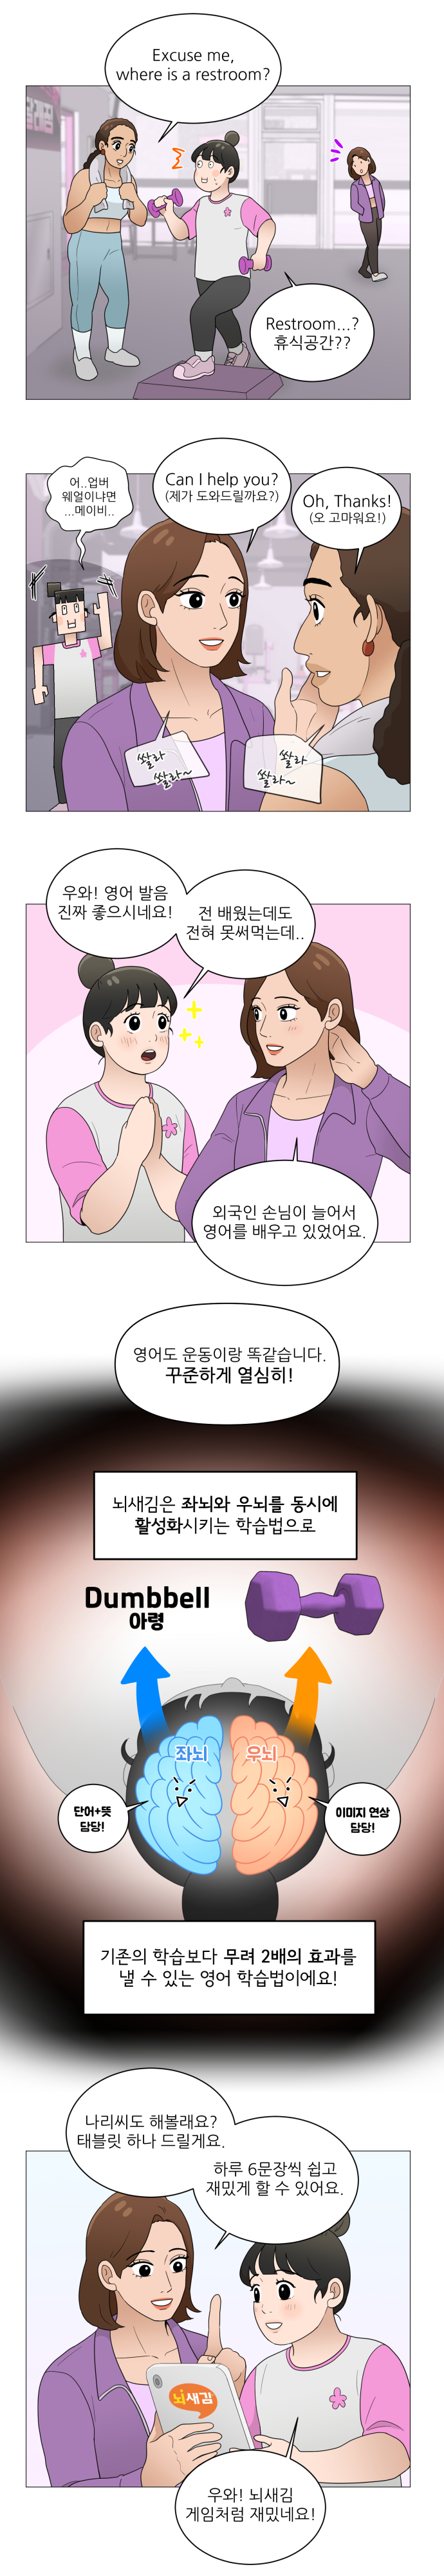 Excuse me,
where is a restroom?
Restroom...?
휴식공간??
어..업버
웨얼이냐면
...메이비..
Can I help you?
(제가 도와드릴까요?)
Oh, Thanks!
(오 고마워요!)
쏼라
쏼라~
쏼라
쏼라~
우와! 영어 발음
진짜 좋으시네요!
전 배웠는데도
전혀 못써먹는데..
외국인 손님이 늘어서
영어를 배우고 있었어요.
영어도 운동이랑 똑같습니다.
꾸준하게 열심히!
뇌새김은 좌뇌와 우뇌를 동시에
활성화시키는 학습법으로
Dumbbell
아령
좌뇌
우뇌
단어+뜻
담당!
이미지 연상
담당!
기존의 학습보다 무려 2배의 효과를
낼 수 있는 영어 학습법이에요!
나리씨도 해볼래요?
태블릿 하나 드릴게요.
하루 6문장씩 쉽고
재밌게 할 수 있어요.
뇌새김
우와! 뇌새김
게임처럼 재밌네요!